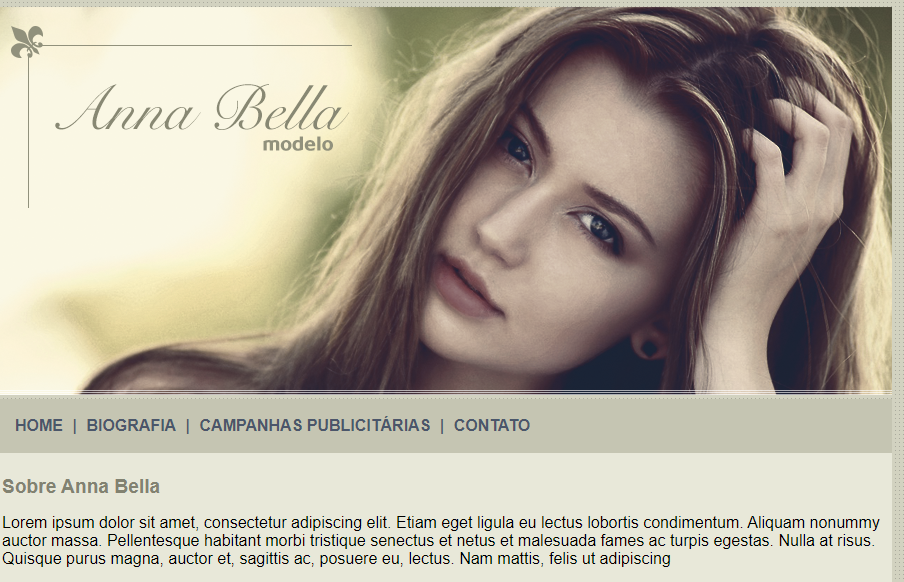 Anna Bella
modelo
HOME | BIOGRAFIA | CAMPANHAS PUBLICITÁRIAS | CONTATO
Sobre Anna Bella
Lorem ipsum dolor sit amet, consectetur adipiscing elit. Etiam eget ligula eu lectus lobortis condimentum. Aliquam nonummy
auctor massa. Pellentesque habitant morbi tristique senectus et netus et malesuada fames ac turpis egestas. Nulla at risus.
Quisque purus magna, auctor et, sagittis ac, posuere eu, lectus. Nam mattis, felis ut adipiscing